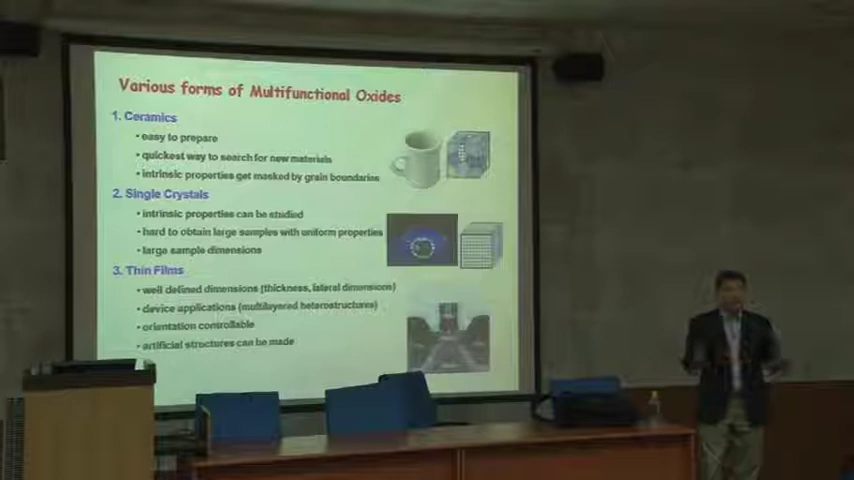 Various forms of Multifunctional Oxides
1. Ceramics
• easy to prepare
• quickest way to search for new materials
• intrinsic properties get masked by grain boundaries
2. Single Crystals
• intrinsic properties can be studied
• hard to obtain large samples with uniform properties
• large sample dimensions
3. Thin Films
• well defined dimensions (thickness, lateral dimensions)
• device applications (multilayered heterostructures)
• orientation controllable
• artificial structures can be made